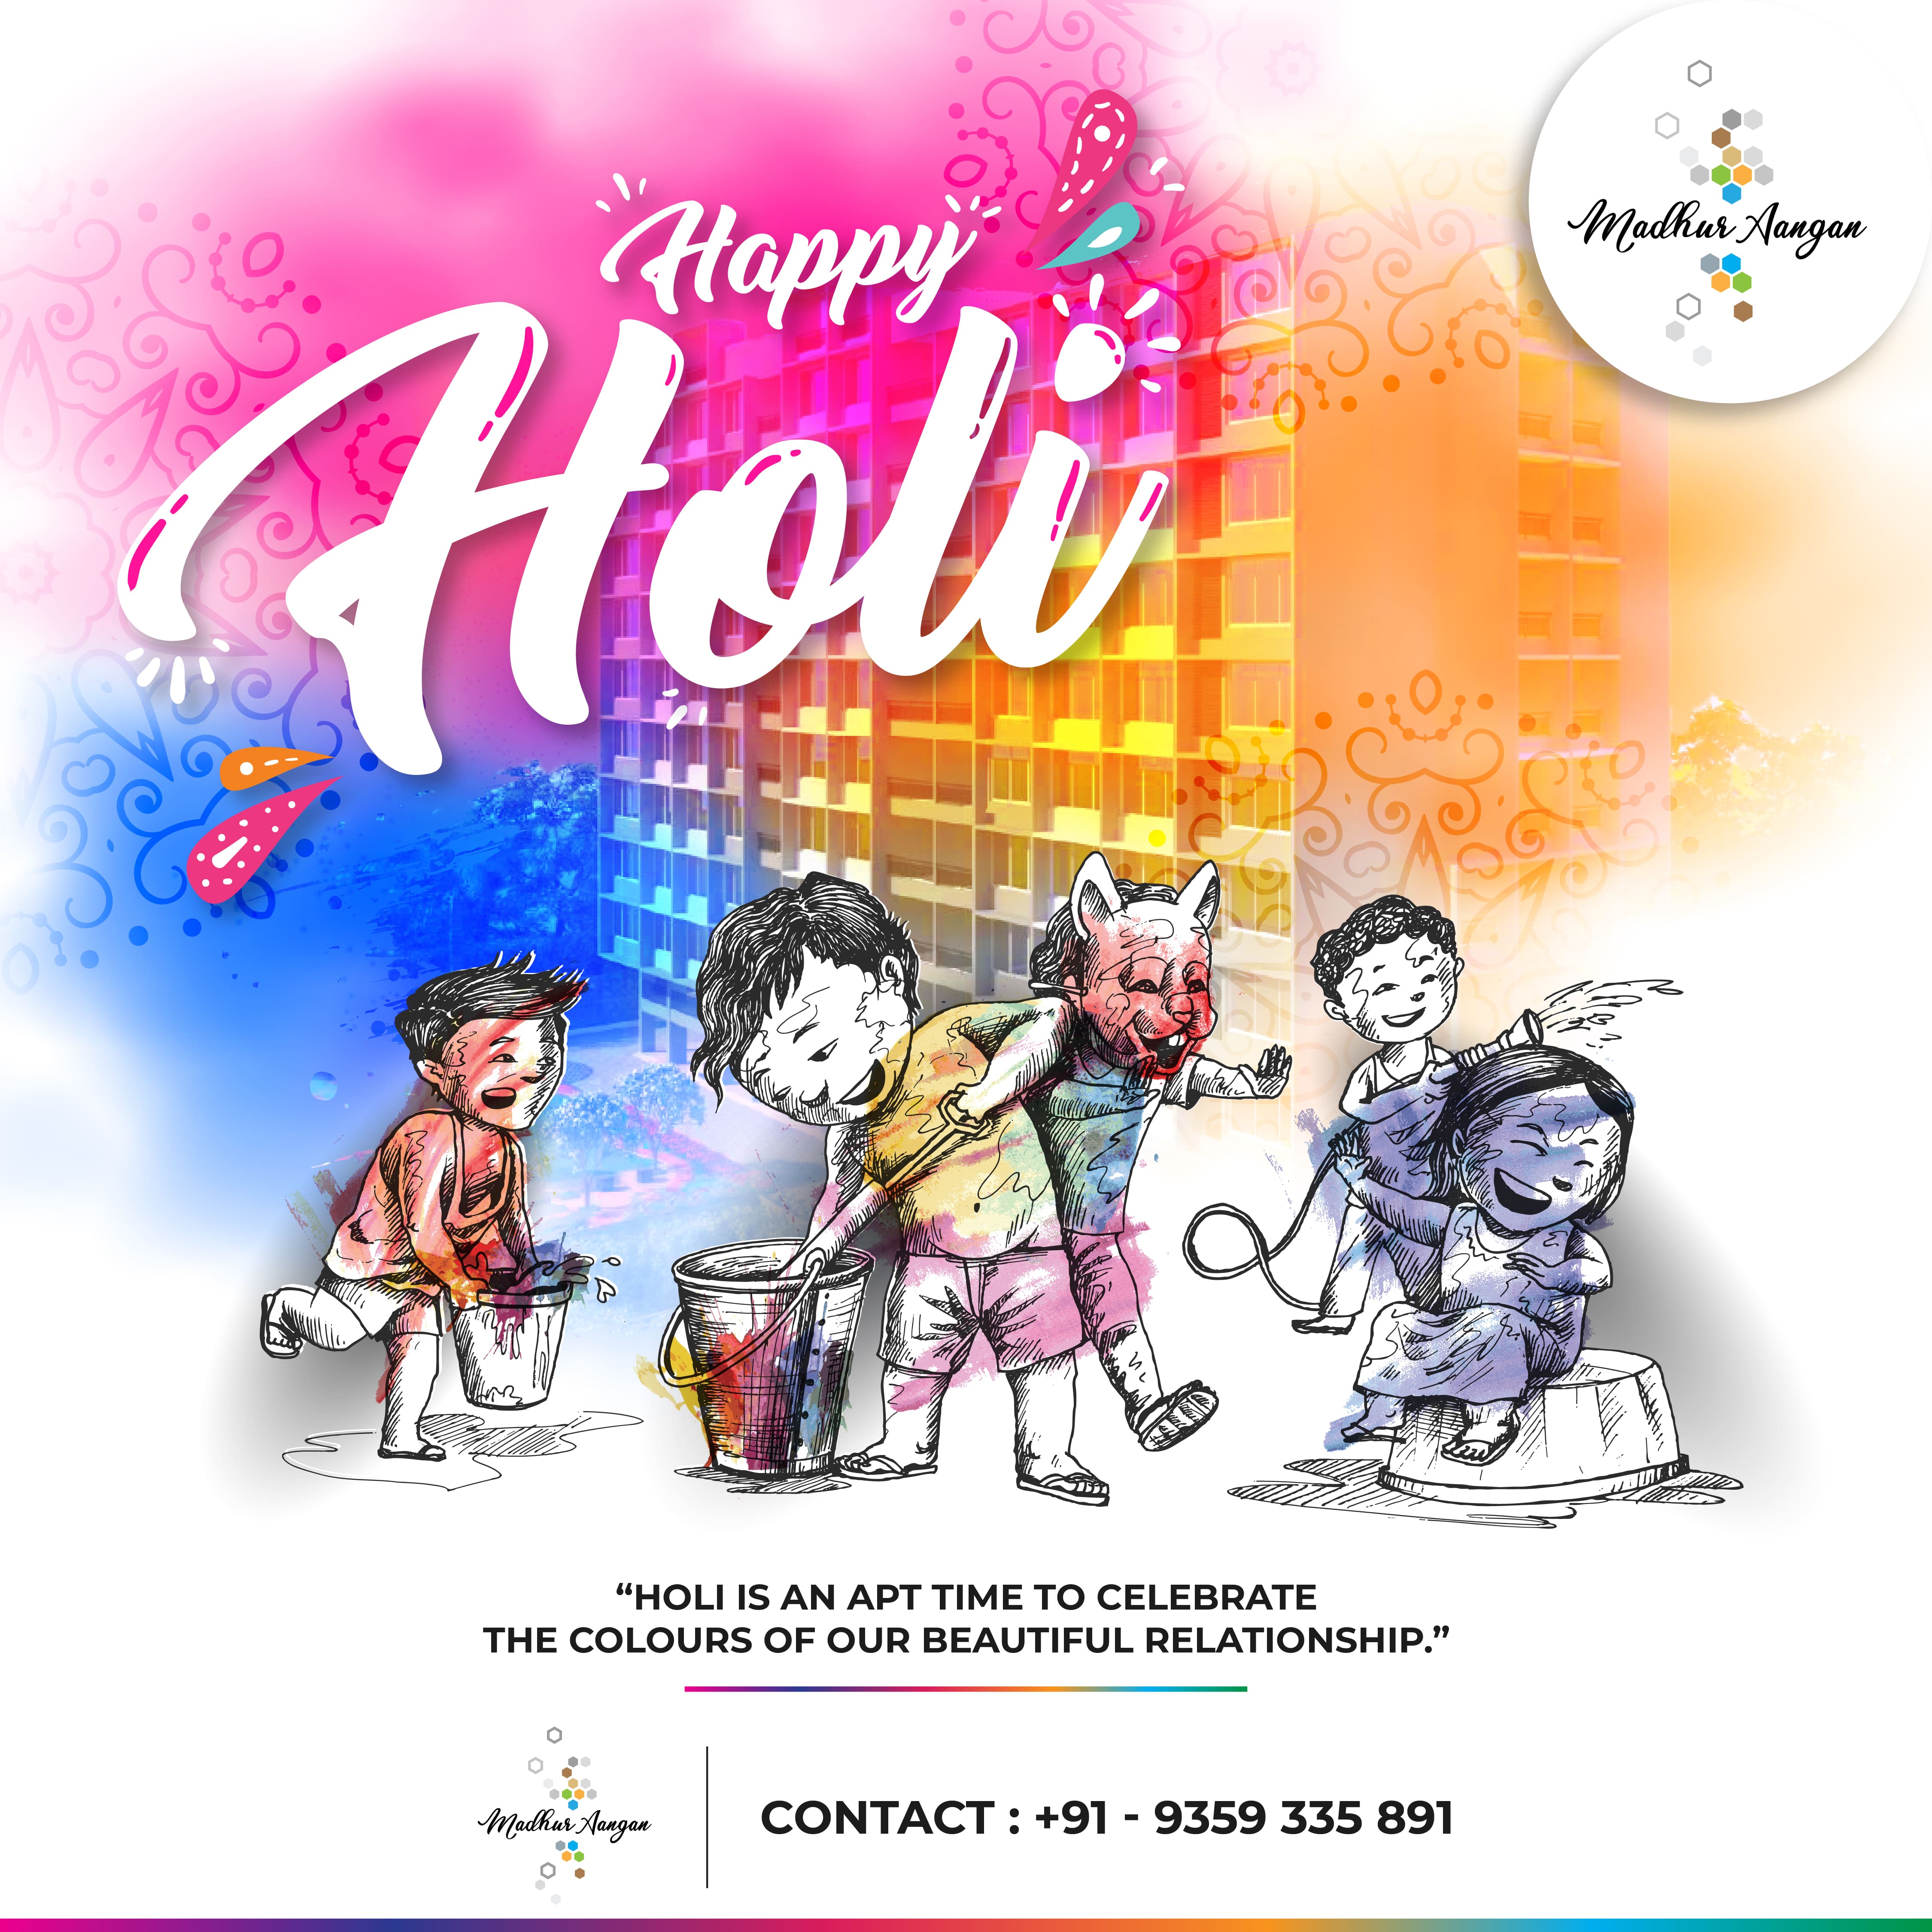 Madhur Aangan
Happy
Holi
“HOLI IS AN APT TIME TO CELEBRATE
THE COLOURS OF OUR BEAUTIFUL RELATIONSHIP.”
Madhur Aangan
CONTACT : +91 - 9359 335 891